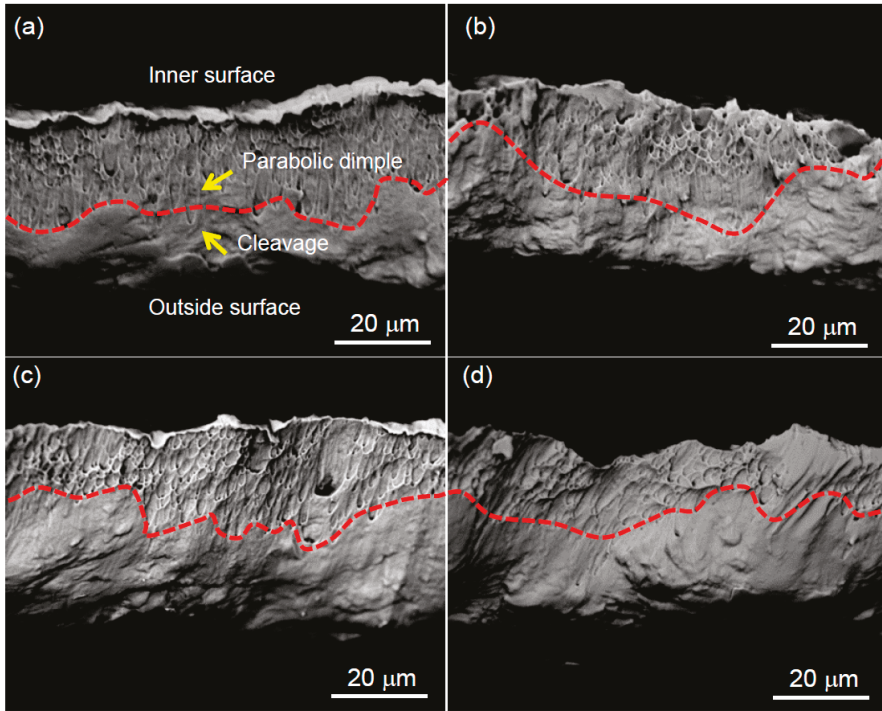 (a)
Inner surface
Parabolic dimple
Cleavage
Outside surface
20 μm
(b)
20 μm
(c)
20 μm
(d)
20 μm